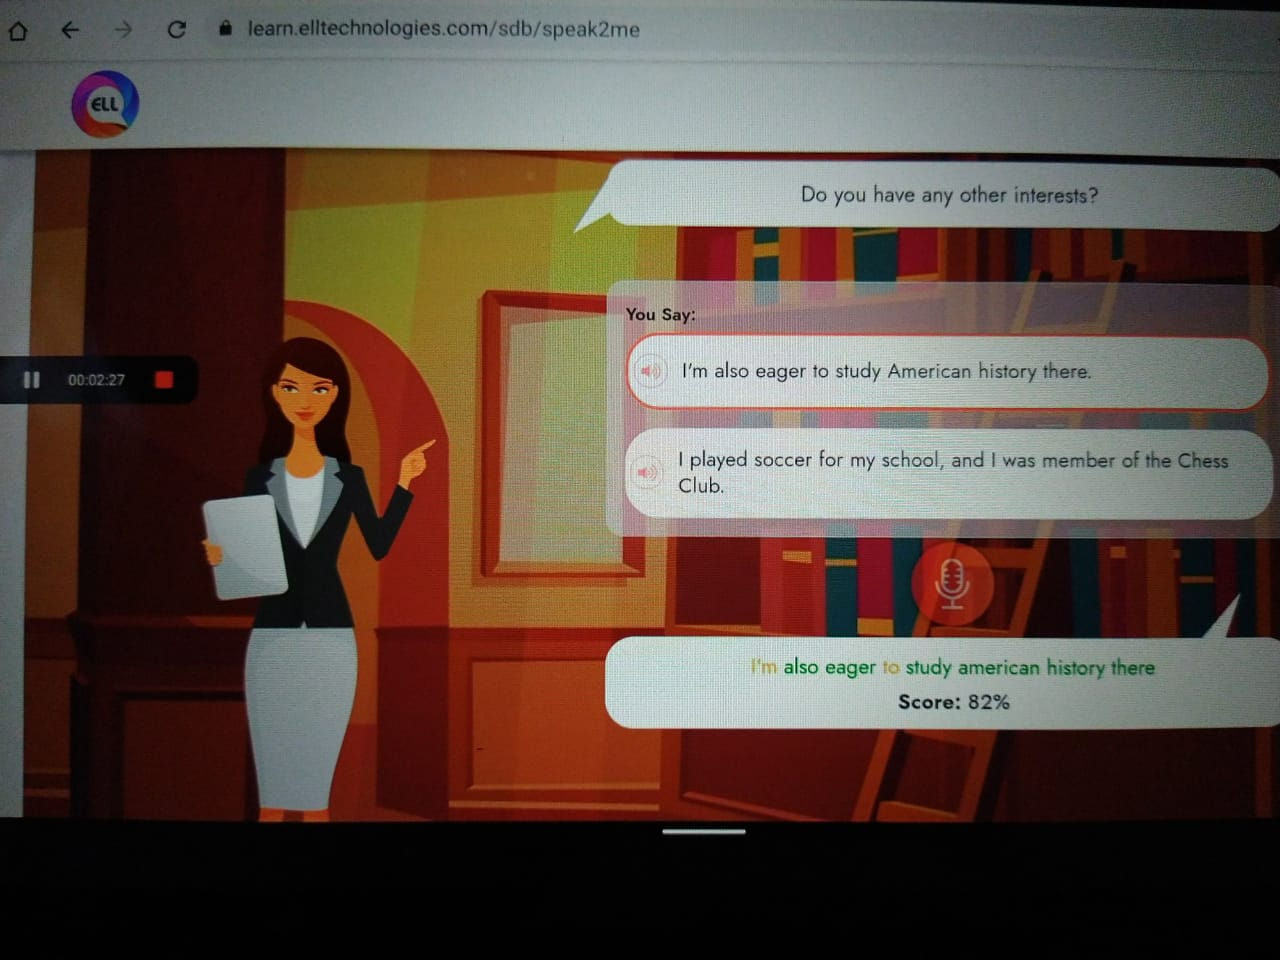 learn.elltechnologies.com/sdb/speak2me
ELL
Do you have any other interests?
You Say:
I'm also eager to study American history there.
I played soccer for my school, and I was member of the Chess
Club.
00:02:27
I'm also eager to study american history there
Score: 82%